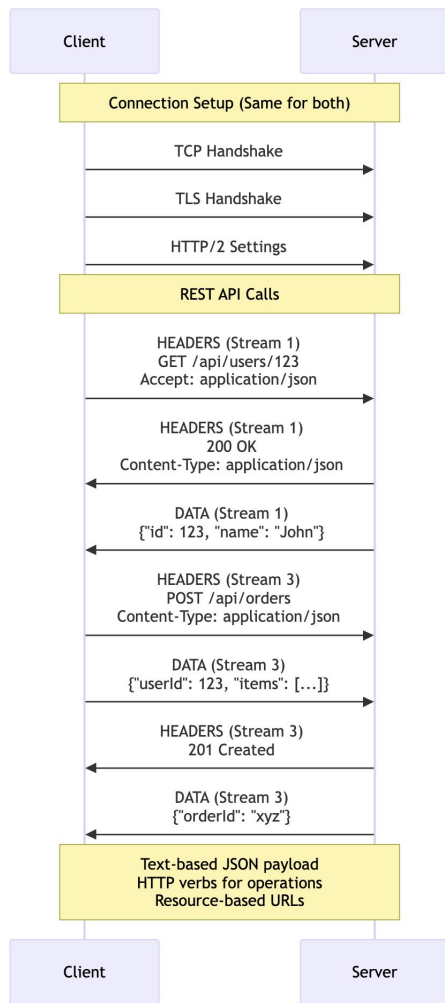 Client
Server
Connection Setup (Same for both)
TCP Handshake
TLS Handshake
HTTP/2 Settings
REST API Calls
HEADERS (Stream 1)
GET /api/users/123
Accept: application/json
HEADERS (Stream 1)
200 OK
Content-Type: application/json
DATA (Stream 1)
{"id": 123, "name": "John"}
HEADERS (Stream 3)
POST /api/orders
Content-Type: application/json
DATA (Stream 3)
{"userId": 123, "items": [...]}
HEADERS (Stream 3)
201 Created
DATA (Stream 3)
{"orderId": "xyz"}
Text-based JSON payload
HTTP verbs for operations
Resource-based URLs
Client
Server